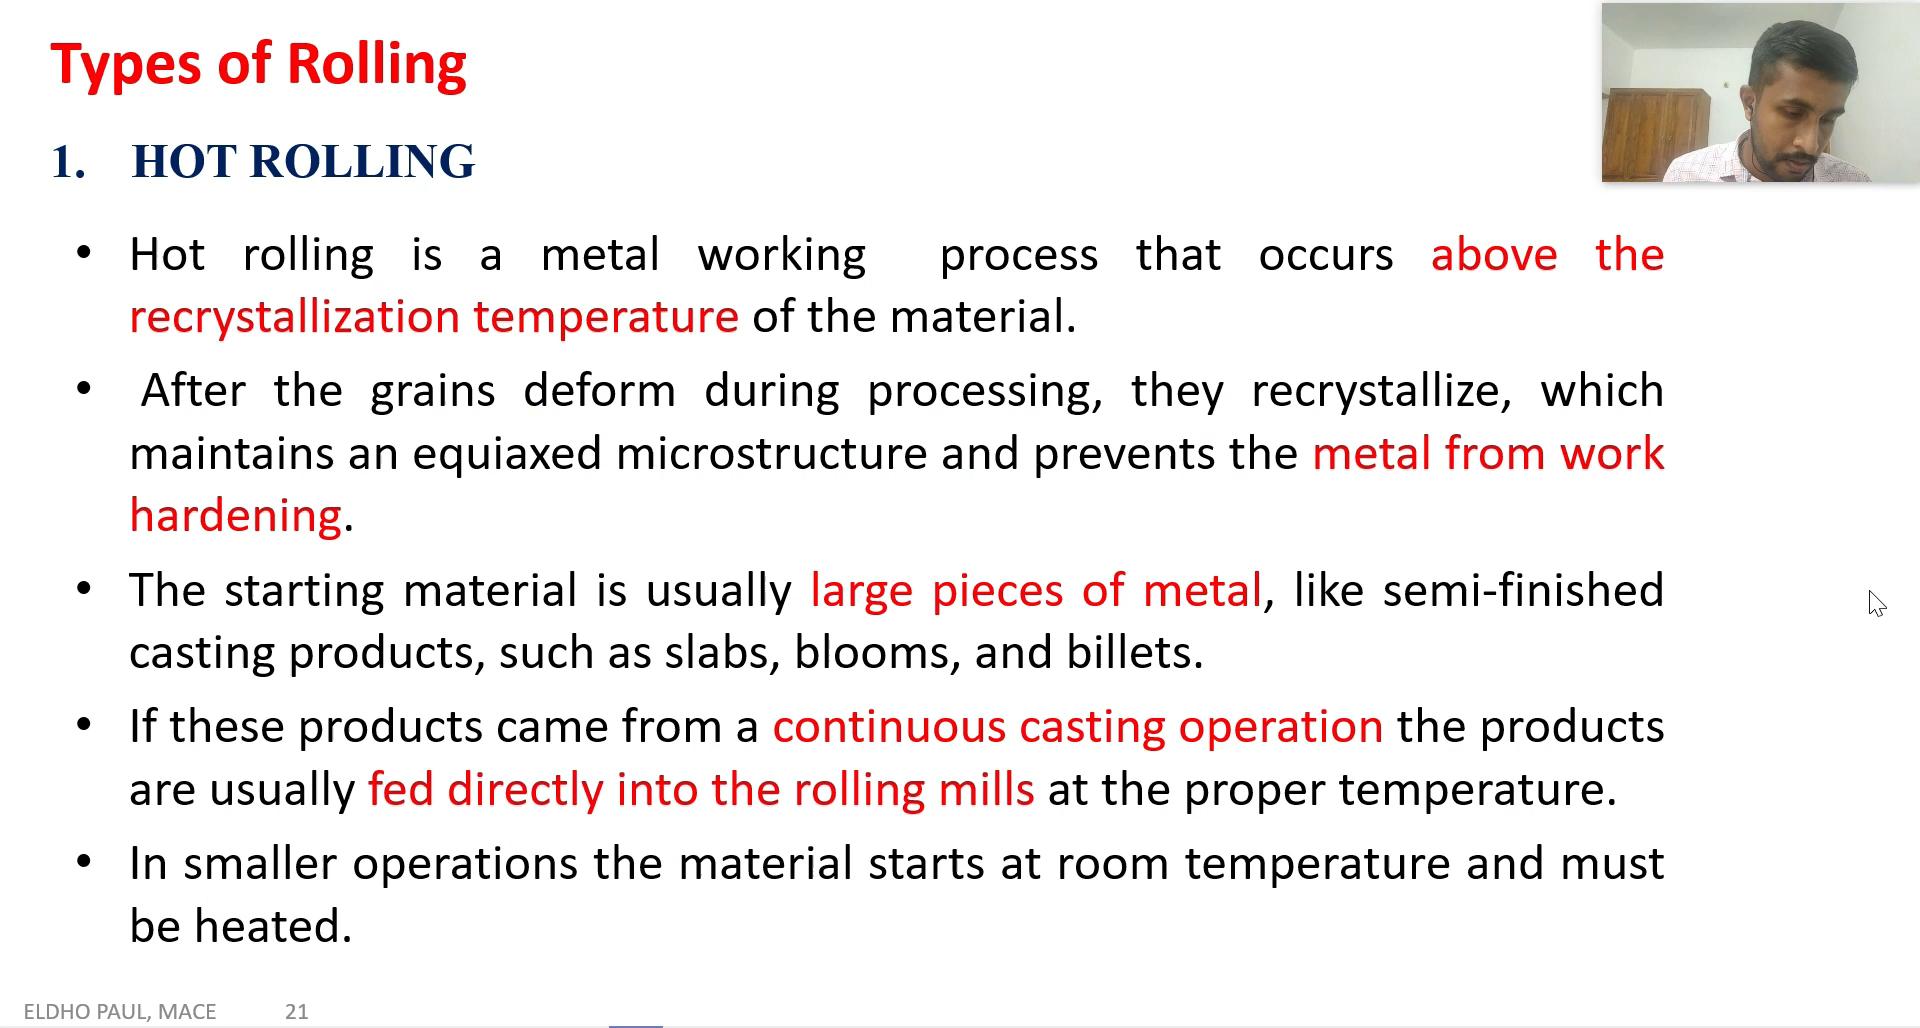 Types of Rolling
1. HOT ROLLING
• Hot rolling is a metal working process that occurs above the
recrystallization temperature of the material.
• After the grains deform during processing, they recrystallize, which
maintains an equiaxed microstructure and prevents the metal from work
hardening.
• The starting material is usually large pieces of metal, like semi-finished
casting products, such as slabs, blooms, and billets.
• If these products came from a continuous casting operation the products
are usually fed directly into the rolling mills at the proper temperature.
• In smaller operations the material starts at room temperature and must
be heated.
ELDHO PAUL, MACE 21